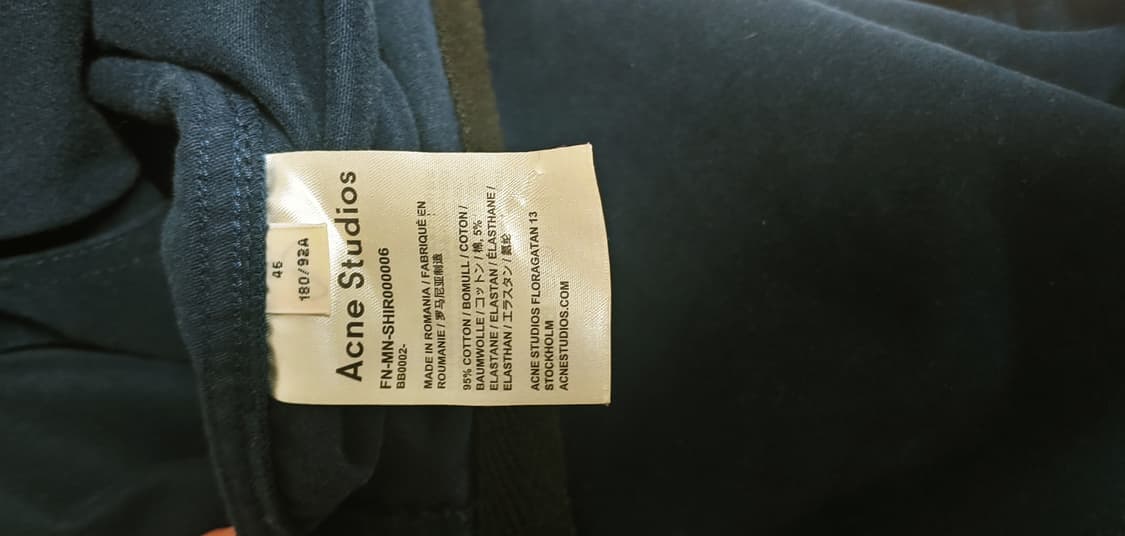 46
180/92A
Acne Studios
FN-MN-SHIR000006
BB0002-
MADE IN ROMANIA / FABRIQUÉ EN
ROUMANIE / 罗马尼亚制造
95% COTTON / BOMULL / COTON /
BAUMWOLLE / コットン / 棉, 5%
ELASTANE / ELASTAN / ÉLASTHANE /
ELASTHAN / エラスタン / 氨纶
ACNE STUDIOS FLORAGATAN 13
STOCKHOLM
ACNESTUDIOS.COM